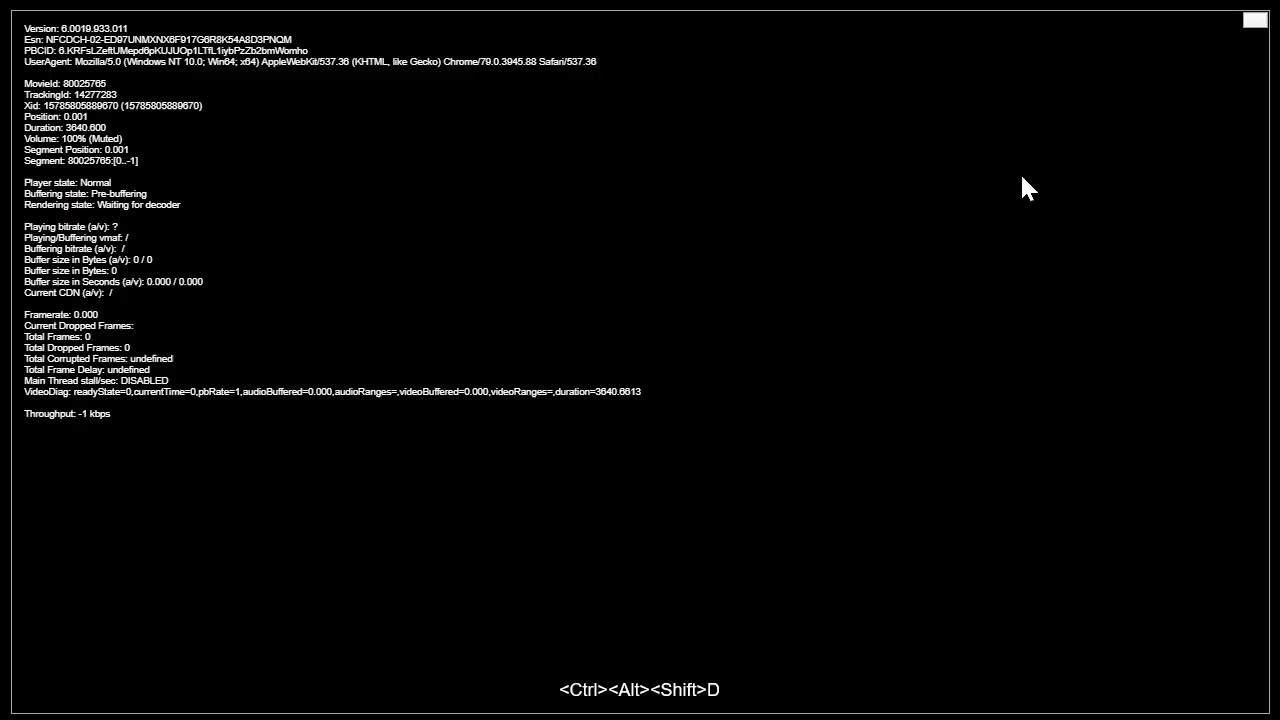 Version: 6.0019.933.011
Esn: NFCDCH-02-ED97UNMXNX6F917G6R8K54A8D3PNQM
PBCID: 6.KRFsLZeftUMepd6pKUJUOp1LTfL1iybPzZb2bmWomho
UserAgent: Mozilla/5.0 (Windows NT 10.0; Win64; x64) AppleWebKit/537.36 (KHTML, like Gecko) Chrome/79.0.3945.88 Safari/537.36
MovieId: 80025765
TrackingId: 14277283
Xid: 15785805889670 (15785805889670)
Position: 0.001
Duration: 3640.600
Volume: 100% (Muted)
Segment Position: 0.001
Segment: 80025765:[0..-1]
Player state: Normal
Buffering state: Pre-buffering
Rendering state: Waiting for decoder
Playing bitrate (a/v): ?
Playing/Buffering vmaf: /
Buffering bitrate (a/v): /
Buffer size in Bytes (a/v): 0 / 0
Buffer size in Bytes: 0
Buffer size in Seconds (a/v): 0.000 / 0.000
Current CDN (a/v): /
Framerate: 0.000
Current Dropped Frames:
Total Frames: 0
Total Dropped Frames: 0
Total Corrupted Frames: undefined
Total Frame Delay: undefined
Main Thread stall/sec: DISABLED
VideoDiag: readyState=0,currentTime=0,pbRate=1,audioBuffered=0.000,audioRanges=,videoBuffered=0.000,videoRanges=,duration=3640.6613
Throughput: -1 kbps
<Ctrl><Alt><Shift>D